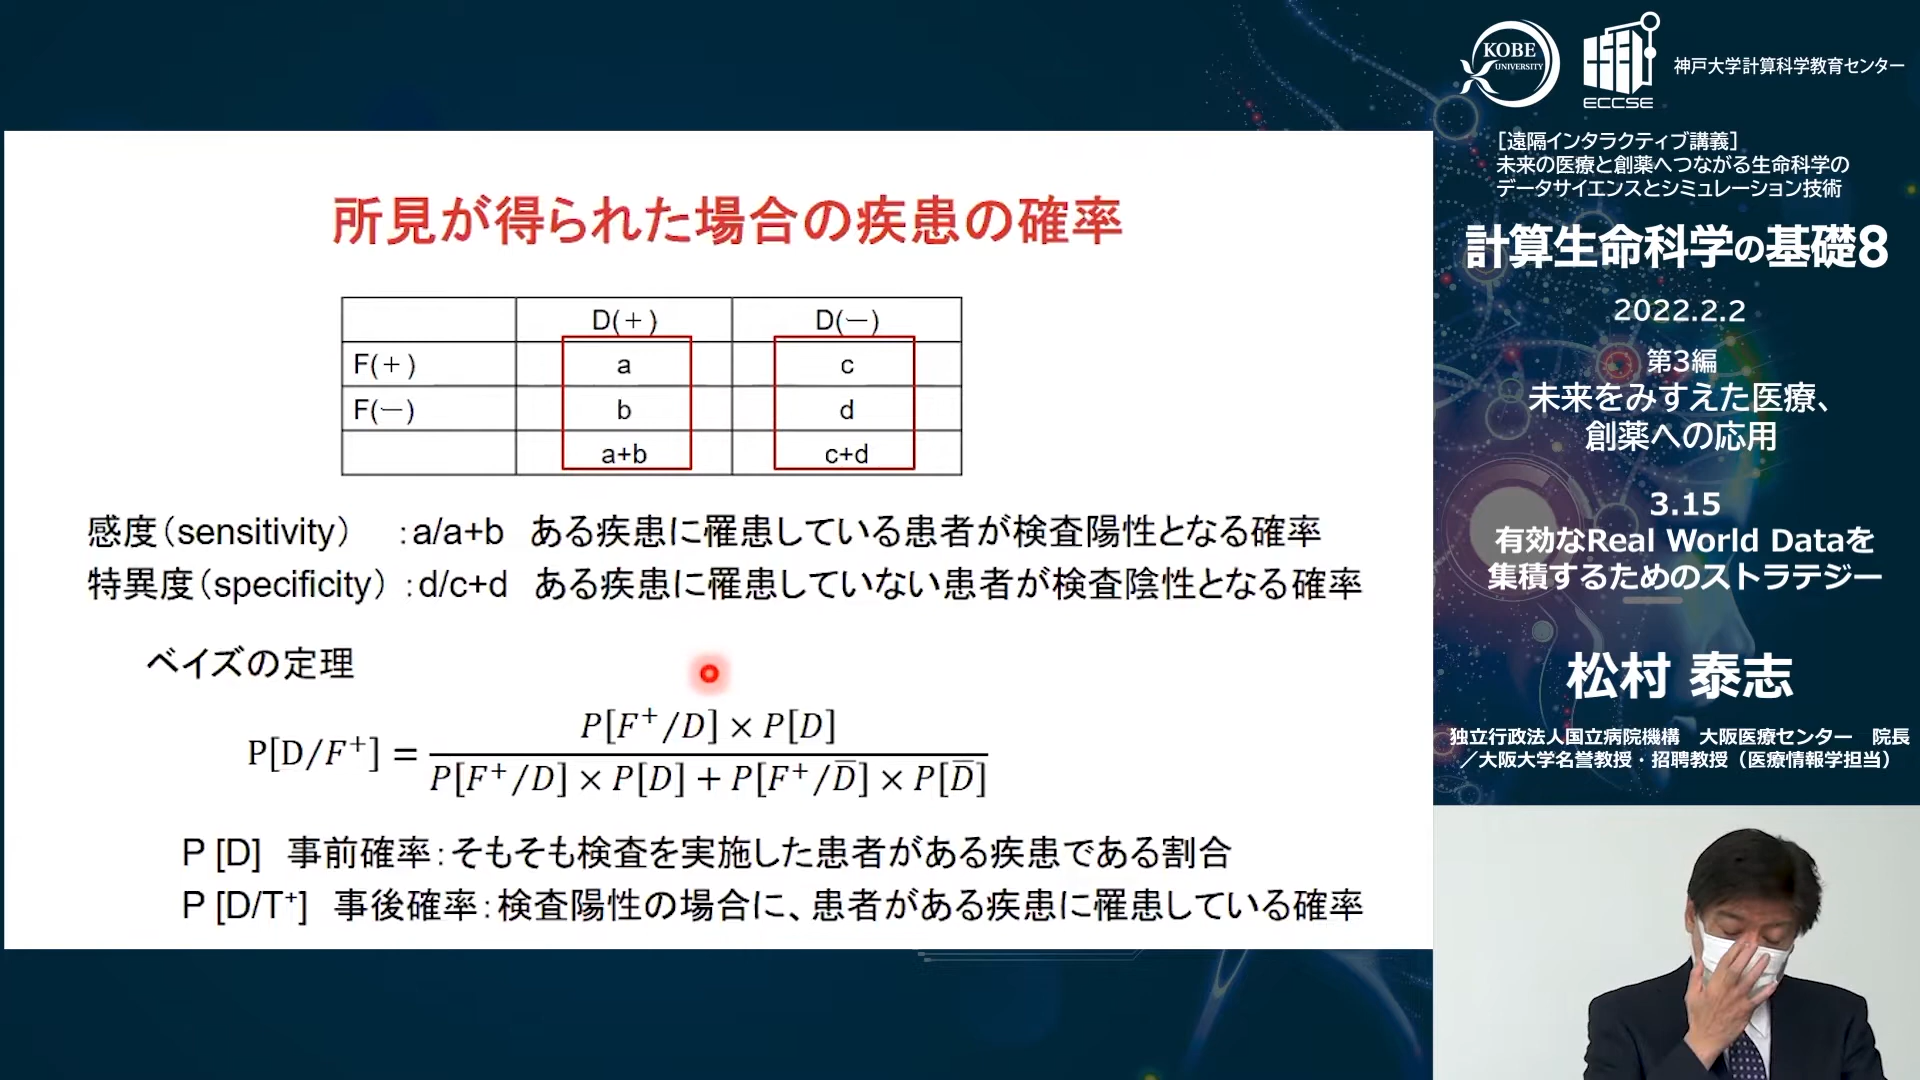 所見が得られた場合の疾患の確率
D(＋) D(－)
F(＋) a c
F(－) b d
a+b c+d
感度（sensitivity） ：a/a+b ある疾患に罹患している患者が検査陽性となる確率
特異度（specificity）：d/c+d ある疾患に罹患していない患者が検査陰性となる確率
ベイズの定理
P[D/F⁺] = P[F⁺/D] × P[D] / P[F⁺/D] × P[D] + P[F⁺/D̅] × P[D̅]
P [D] 事前確率：そもそも検査を実施した患者がある疾患である割合
P [D/T⁺] 事後確率：検査陽性の場合に、患者がある疾患に罹患している確率
KOBE
UNIVERSITY
ECCSE
神戸大学計算科学教育センター
［遠隔インタラクティブ講義］
未来の医療と創薬へつながる生命科学の
データサイエンスとシミュレーション技術
計算生命科学の基礎8
2022.2.2
第3編
未来をみすえた医療、
創薬への応用
3.15
有効なReal World Dataを
集積するためのストラテジー
松村 泰志
独立行政法人国立病院機構 大阪医療センター 院長
／大阪大学名誉教授・招聘教授（医療情報学担当）